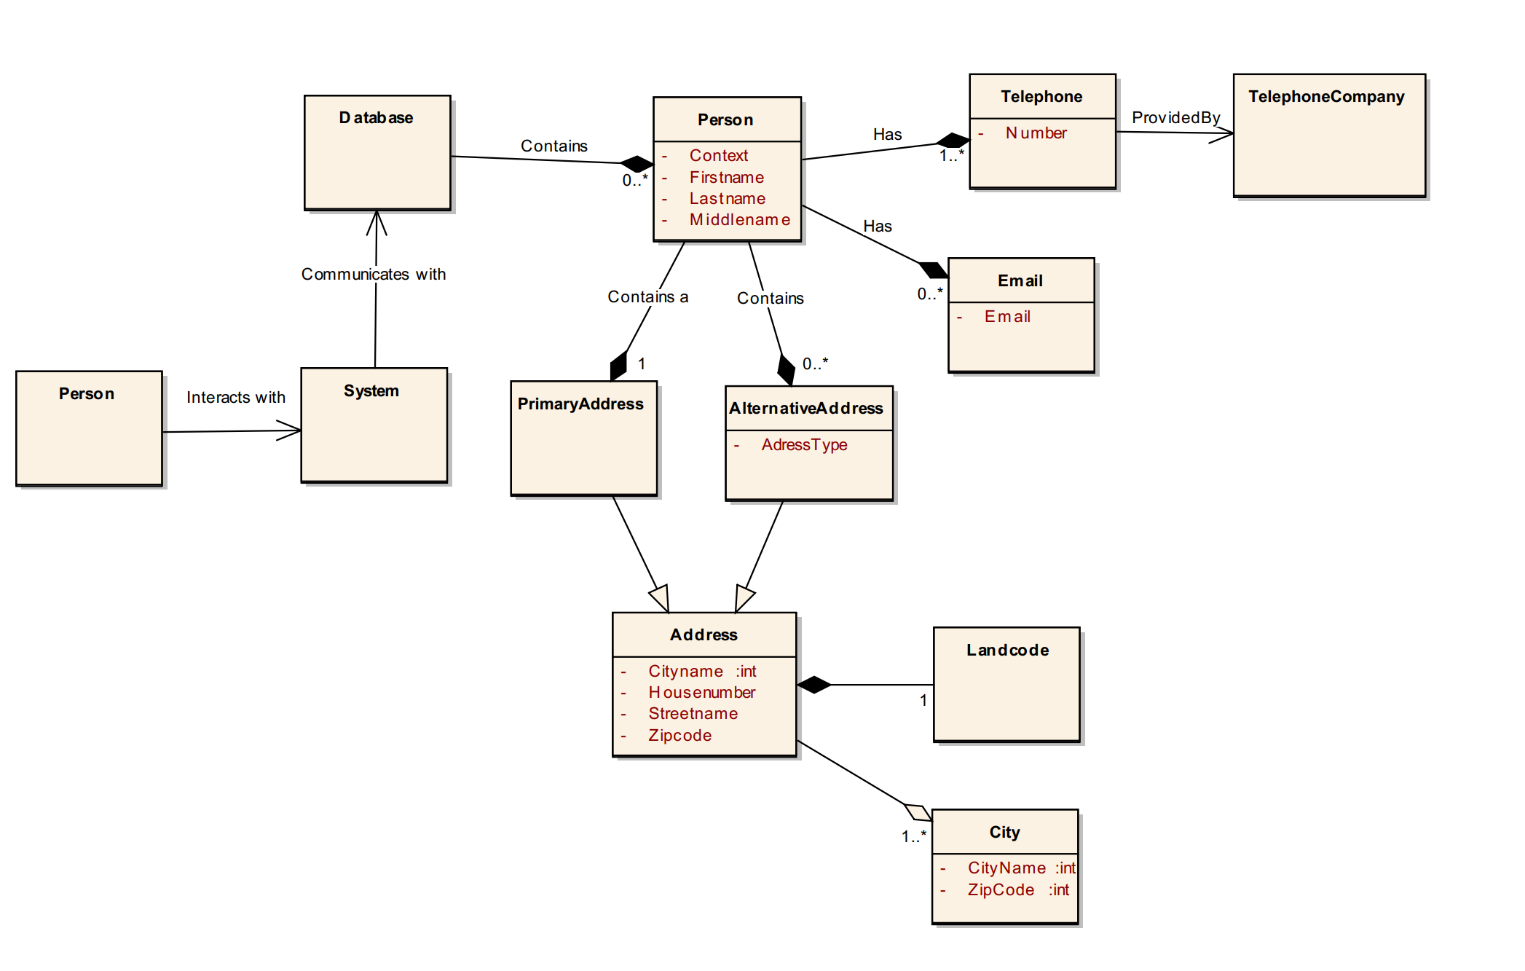 Database
Contains
0..*
Person
- Context
- Firstname
- Lastname
- Middlename
Has
1..*
Telephone
- Number
ProvidedBy
TelephoneCompany
Has
0..*
Email
- Email
Communicates with
Person
Interacts with
System
Contains a
1
Contains
0..*
PrimaryAddress
AlternativeAddress
- AdressType
Address
- Cityname :int
- Housenumber
- Streetname
- Zipcode
1
Landcode
1..*
City
- CityName :int
- ZipCode :int